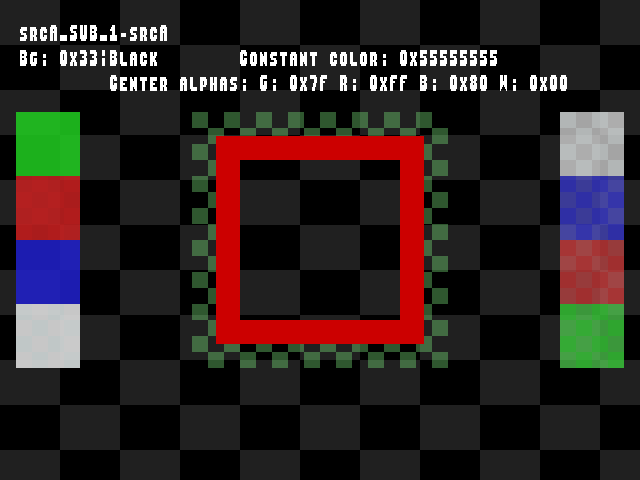 srcA_SUB_1-srcA
Bg: 0x33;Black Constant color: 0x55555555
Center alphas: G: 0x7f R: 0xff B: 0x80 W: 0x00